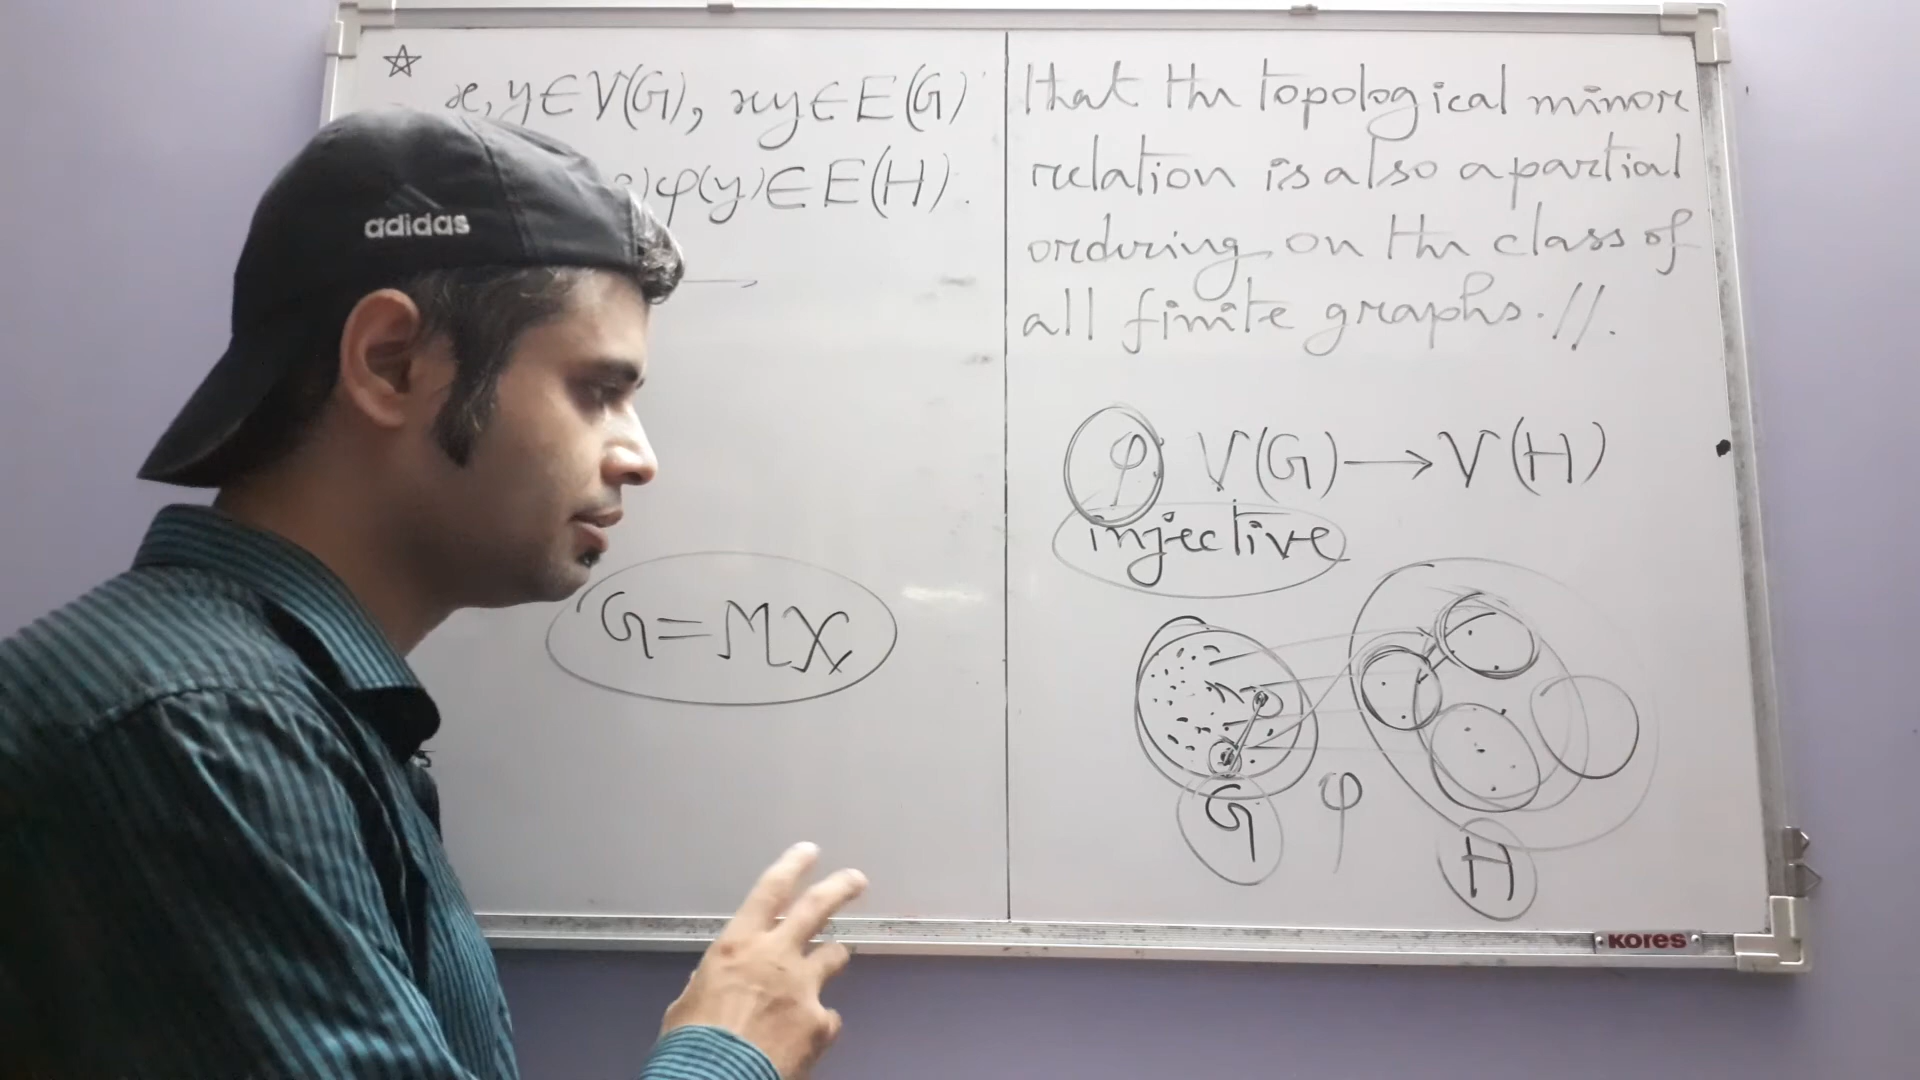 x, y ∈ V(G), xy ∈ E(G)
)φ(y) ∈ E(H).
adidas
G = MX
that the topological minor
relation is also a partial
ordering on the class of
all finite graphs.//.
φ V(G) → V(H)
injective
G φ
H
KORES